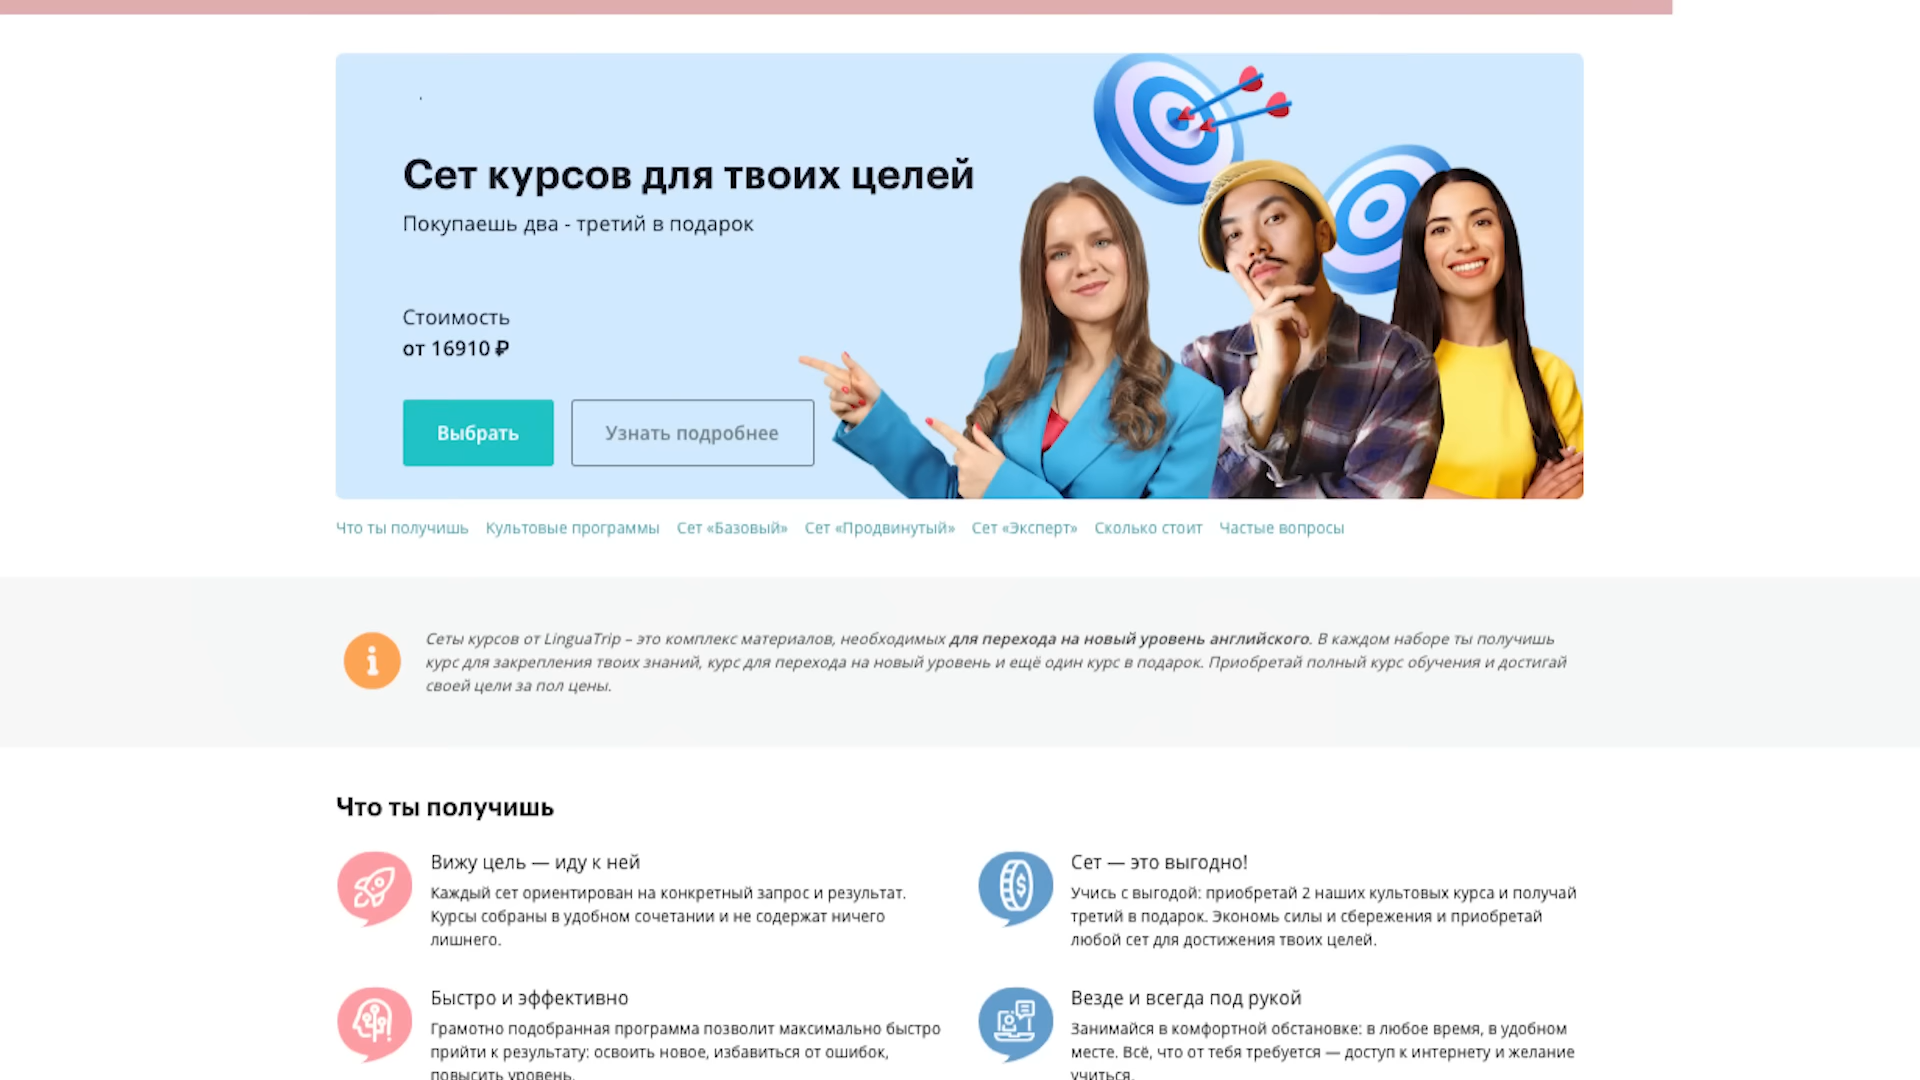 Сет курсов для твоих целей
Покупаешь два - третий в подарок
Стоимость
от 16910 ₽
Выбрать
Узнать подробнее
Что ты получишь Культовые программы Сет «Базовый» Сет «Продвинутый» Сет «Эксперт» Сколько стоит Частые вопросы
Сеты курсов от LinguaTrip – это комплекс материалов, необходимых для перехода на новый уровень английского. В каждом наборе ты получишь
курс для закрепления твоих знаний, курс для перехода на новый уровень и ещё один курс в подарок. Приобретай полный курс обучения и достигай
своей цели за пол цены.
Что ты получишь
Вижу цель — иду к ней
Каждый сет ориентирован на конкретный запрос и результат.
Курсы собраны в удобном сочетании и не содержат ничего
лишнего.
Сет — это выгодно!
Учись с выгодой: приобретай 2 наших культовых курса и получай
третий в подарок. Экономь силы и сбережения и приобретай
любой сет для достижения твоих целей.
Быстро и эффективно
Грамотно подобранная программа позволит максимально быстро
прийти к результату: освоить новое, избавиться от ошибок,
повысить уровень.
Везде и всегда под рукой
Занимайся в комфортной обстановке: в любое время, в удобном
месте. Всё, что от тебя требуется — доступ к интернету и желание
учиться.